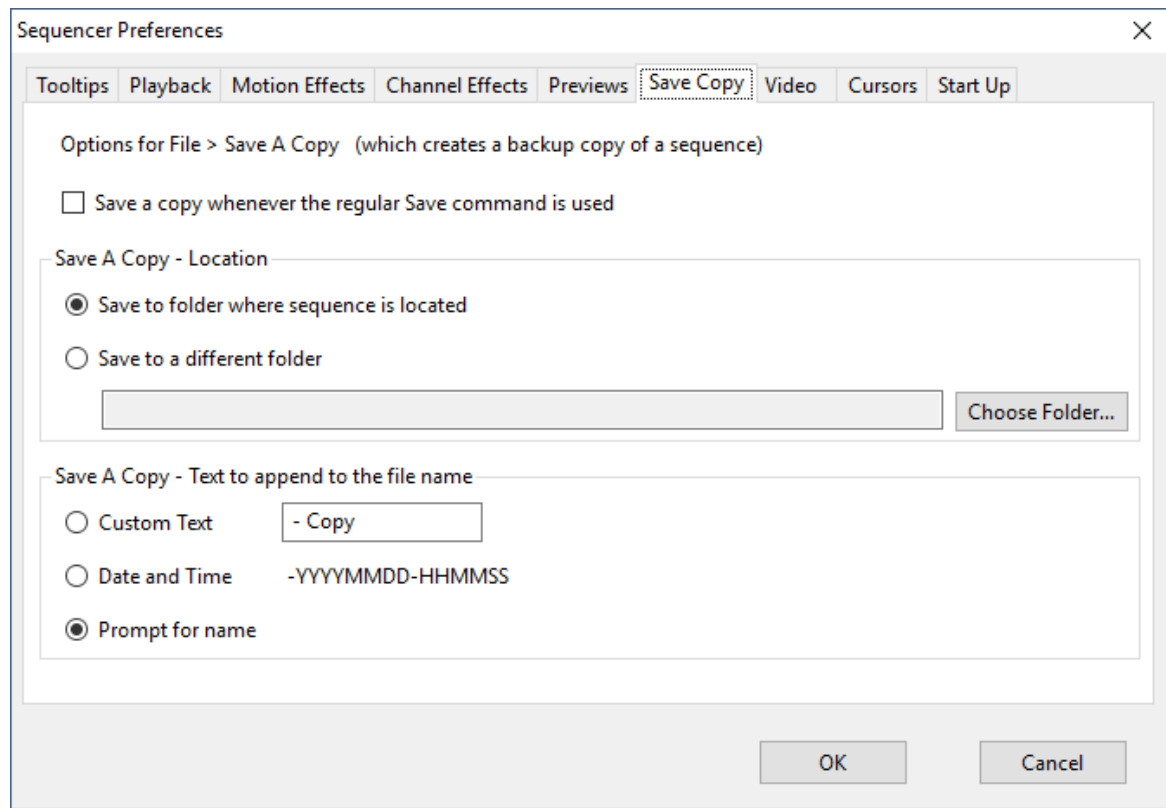 Sequencer Preferences
Tooltips Playback Motion Effects Channel Effects Previews Save Copy Video Cursors Start Up
Options for File > Save A Copy (which creates a backup copy of a sequence)
Save a copy whenever the regular Save command is used
Save A Copy - Location
Save to folder where sequence is located
Save to a different folder
Choose Folder...
Save A Copy - Text to append to the file name
Custom Text - Copy
Date and Time -YYYYMMDD-HHMMSS
Prompt for name
OK Cancel